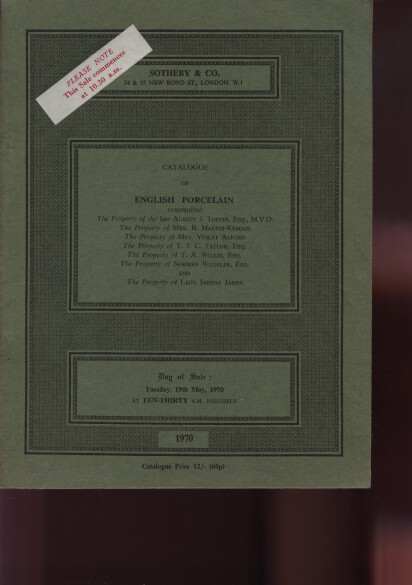 PLEASE NOTE
This Sale commences
at 10.30 a.m.
SOTHEBY & CO.
34 & 35 NEW BOND ST., LONDON, W.1
CATALOGUE
OF
ENGLISH PORCELAIN
COMPRISING
The Property of the late AUBREY J. TOPPIN, ESQ., M.V.O.
The Property of MRS. R. MARTIN-HARMEN
The Property of MRS. VIOLET ALFORD
The Property of T. J. C. TAYLOR, ESQ.
The Property of T. A. WILLIS, ESQ.
The Property of NORMAN WHEELER, ESQ.
AND
The Property of LADY SERENA JAMES
Day of Sale :
Tuesday, 19th May, 1970
AT TEN-THIRTY A.M. PRECISELY
1970
Catalogue Price 12/- (60p)